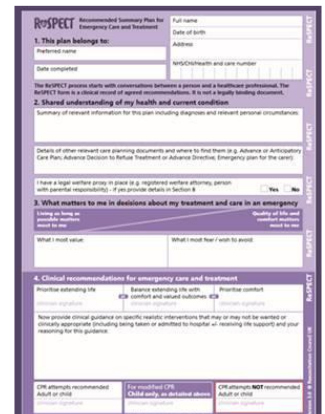 ReSPECT
Recommended Summary Plan for
Emergency Care and Treatment
Full name
Date of birth
Address
1. This plan belongs to:
Preferred name
Date completed
NHS/CHI/Health and care number
The ReSPECT process starts with conversations between a person and a healthcare professional. The
ReSPECT form is a clinical record of agreed recommendations. It is not a legally binding document.
2. Shared understanding of my health and current condition
Summary of relevant information for this plan including diagnoses and relevant personal circumstances:
Details of other relevant care planning documents and where to find them (e.g. Advance or Anticipatory
Care Plan; Advance Decision to Refuse Treatment or Advance Directive; Emergency plan for the carer):
I have a legal welfare proxy in place (e.g. registered welfare attorney, person
with parental responsibility) - if yes provide details in Section 8
Yes
No
3. What matters to me in decisions about my treatment and care in an emergency
Living as long as
possible matters
most to me
Quality of life and
comfort matters
most to me
What I most value:
What I most fear / wish to avoid:
4. Clinical recommendations for emergency care and treatment
Prioritise extending life
clinician signature
or
Balance extending life with
comfort and valued outcomes
clinician signature
or
Prioritise comfort
clinician signature
Now provide clinical guidance on specific realistic interventions that may or may not be wanted or
clinically appropriate (including being taken or admitted to hospital +/- receiving life support) and your
reasoning for this guidance:
CPR attempts recommended
Adult or child
clinician signature
For modified CPR
Child only, as detailed above
clinician signature
CPR attempts NOT recommended
Adult or child
clinician signature
ReSPECT
ReSPECT
ReSPECT
ReSPECT
ReSPECT